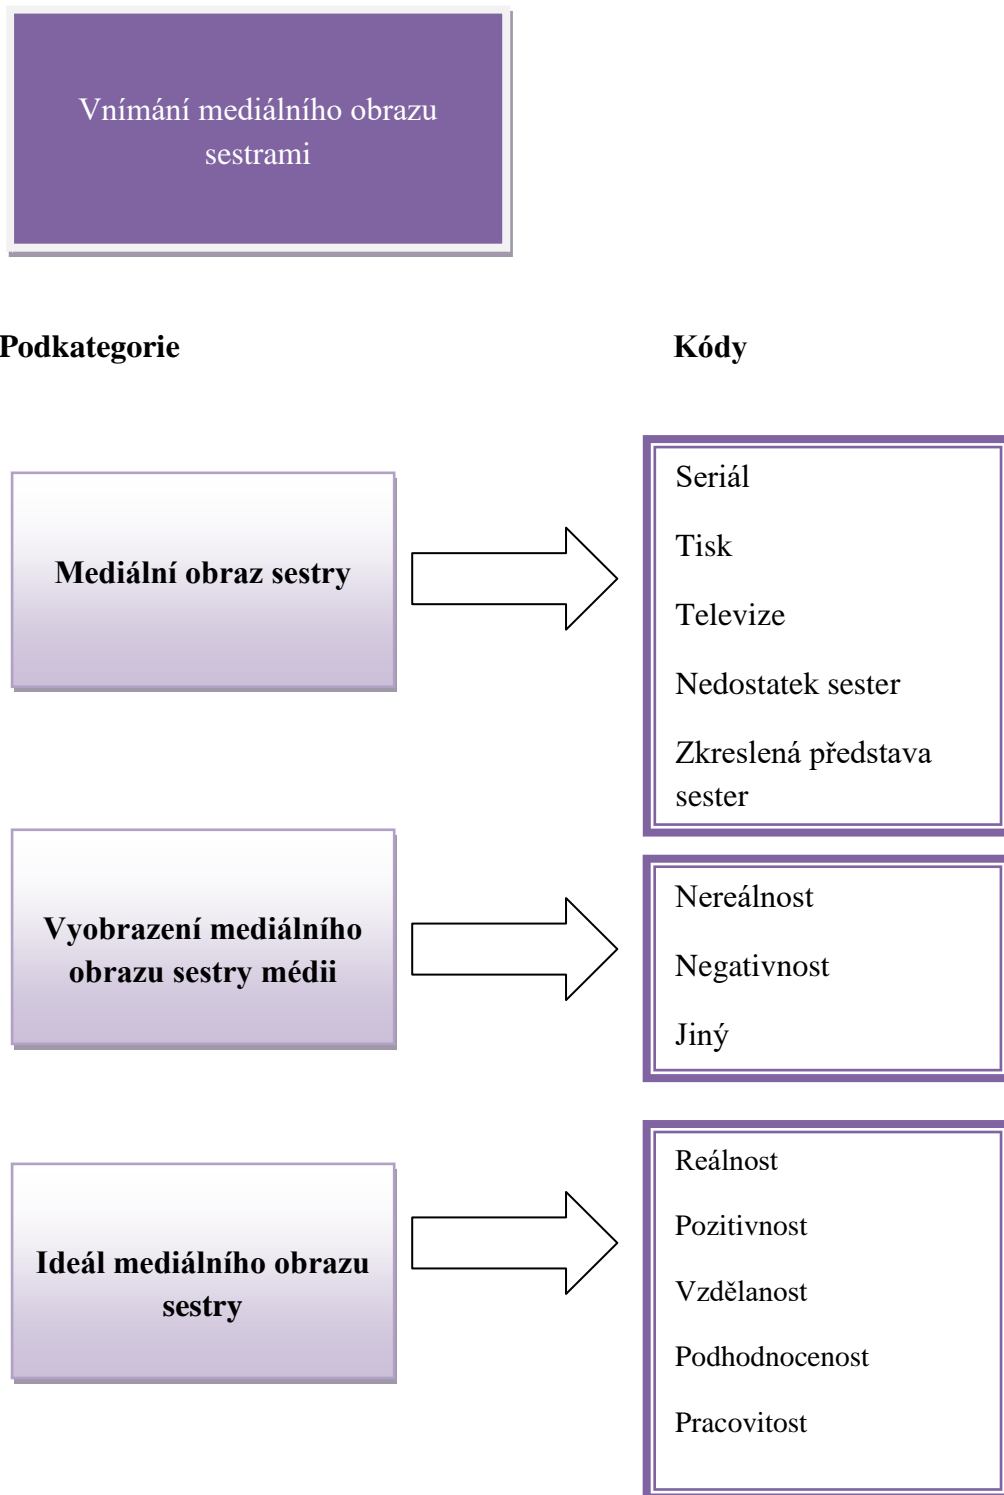 Vnímání mediálního obrazu
sestrami
Podkategorie
Kódy
Mediální obraz sestry
Seriál
Tisk
Televize
Nedostatek sester
Zkreslená představa
sester
Vyobrazení mediálního
obrazu sestry médii
Nereálnost
Negativnost
Jiný
Ideál mediálního obrazu
sestry
Reálnost
Pozitivnost
Vzdělanost
Podhodnocenost
Pracovitost